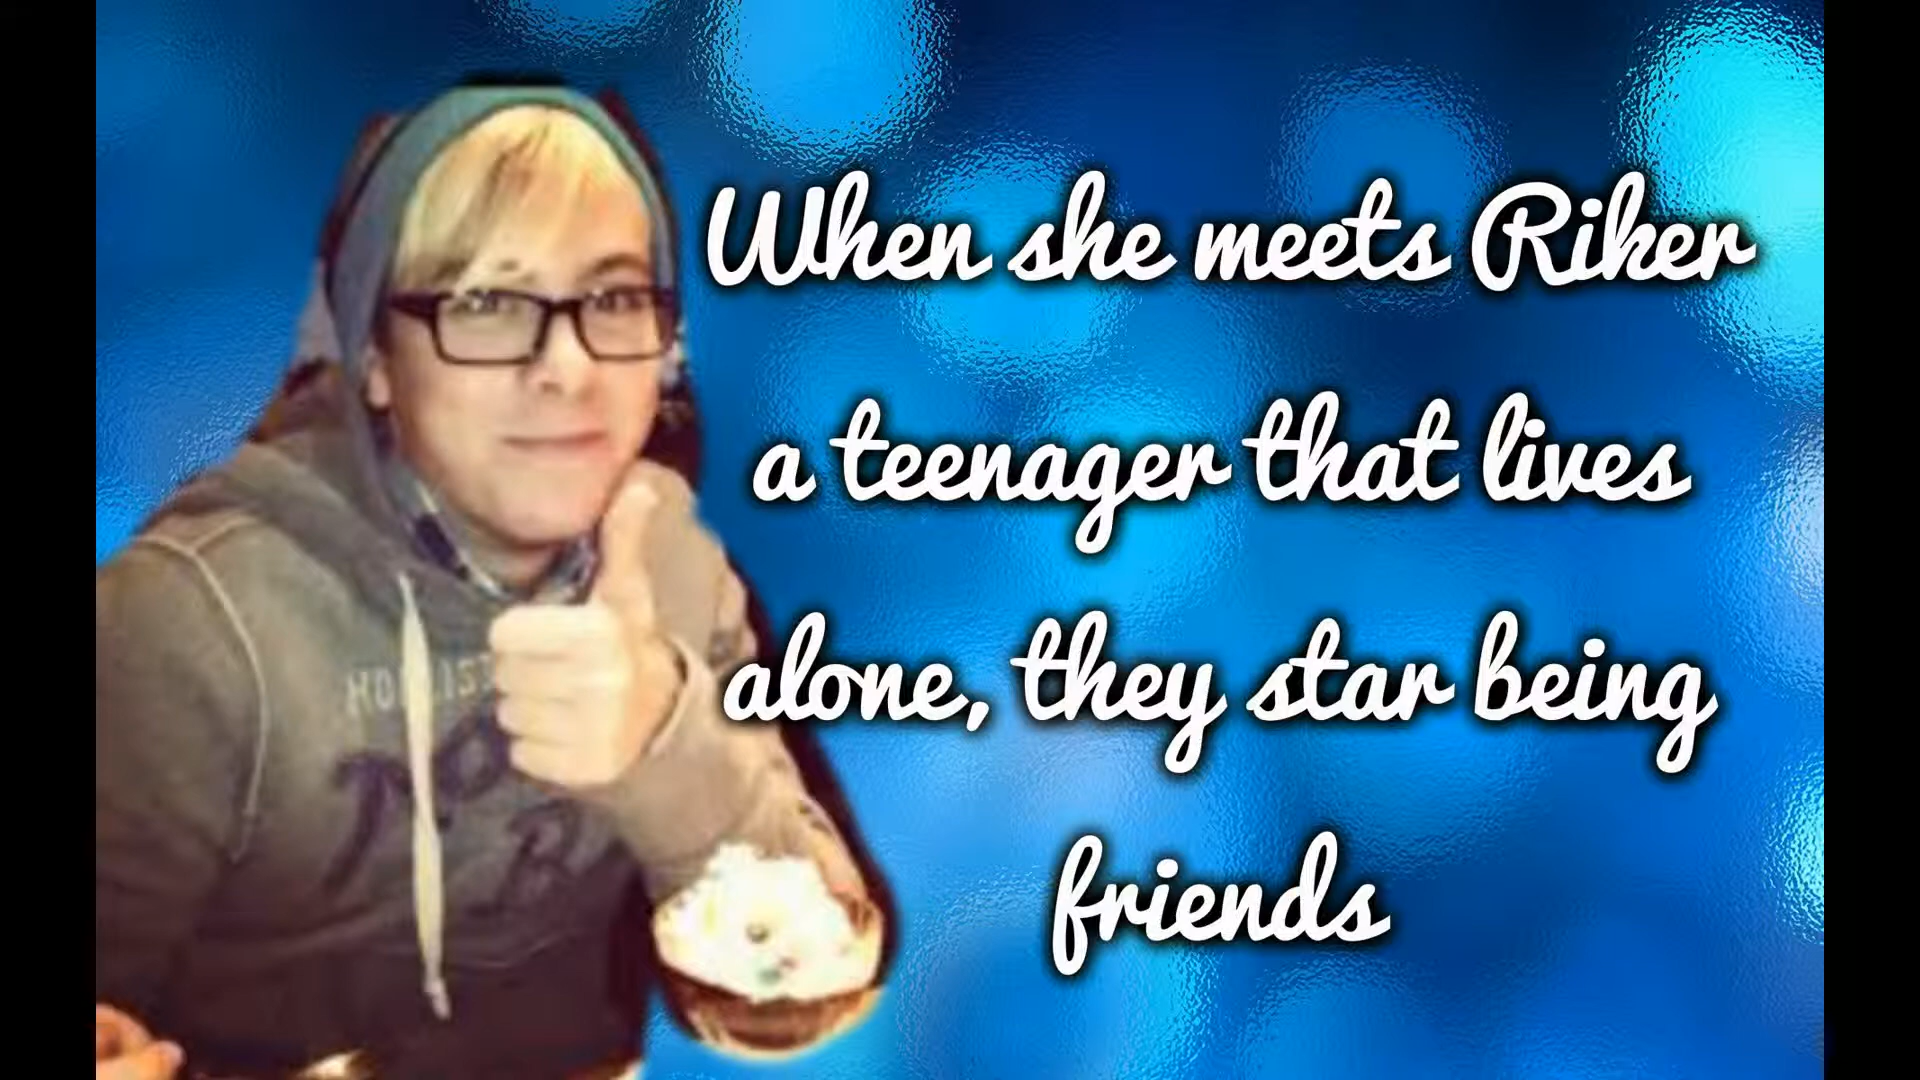 When she meets Riker
a teenager that lives
alone, they star being
friends